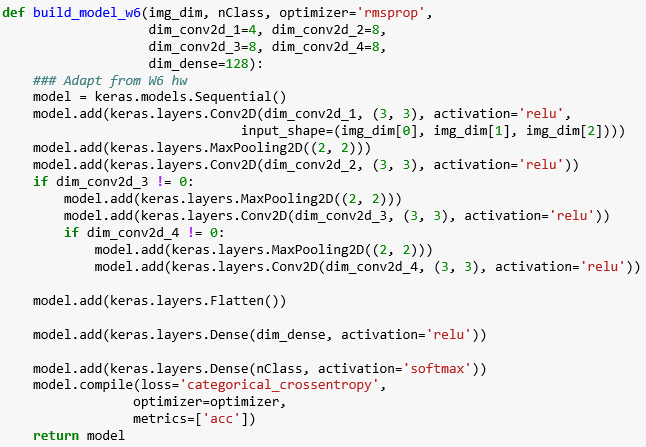 def build_model_w6(img_dim, nClass, optimizer='rmsprop',
                   dim_conv2d_1=4, dim_conv2d_2=8,
                   dim_conv2d_3=8, dim_conv2d_4=8,
                   dim_dense=128):
    ### Adapt from W6 hw
    model = keras.models.Sequential()
    model.add(keras.layers.Conv2D(dim_conv2d_1, (3, 3), activation='relu',
                                  input_shape=(img_dim[0], img_dim[1], img_dim[2])))
    model.add(keras.layers.MaxPooling2D((2, 2)))
    model.add(keras.layers.Conv2D(dim_conv2d_2, (3, 3), activation='relu'))
    if dim_conv2d_3 != 0:
        model.add(keras.layers.MaxPooling2D((2, 2)))
        model.add(keras.layers.Conv2D(dim_conv2d_3, (3, 3), activation='relu'))
        if dim_conv2d_4 != 0:
            model.add(keras.layers.MaxPooling2D((2, 2)))
            model.add(keras.layers.Conv2D(dim_conv2d_4, (3, 3), activation='relu'))

    model.add(keras.layers.Flatten())

    model.add(keras.layers.Dense(dim_dense, activation='relu'))

    model.add(keras.layers.Dense(nClass, activation='softmax'))
    model.compile(loss='categorical_crossentropy',
                 optimizer=optimizer,
                 metrics=['acc'])
    return model